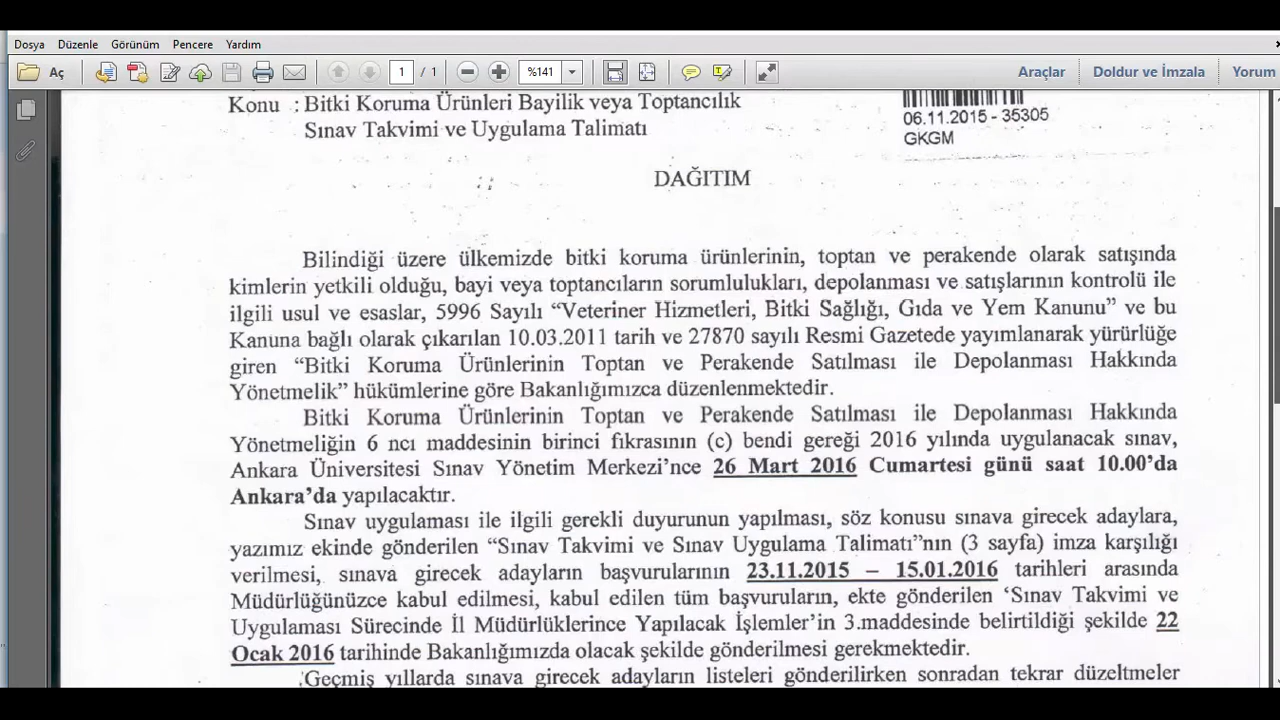 Dosya Düzenle Görünüm Pencere Yardım
Aç 1 / 1 %141 Araçlar Doldur ve İmzala Yorum
Konu : Bitki Koruma Ürünleri Bayilik veya Toptancılık
Sınav Takvimi ve Uygulama Talimatı
06.11.2015 - 35305
GKGM
DAĞITIM
Bilindiği üzere ülkemizde bitki koruma ürünlerinin, toptan ve perakende olarak satışında
kimlerin yetkili olduğu, bayi veya toptancıların sorumlulukları, depolanması ve satışlarının kontrolü ile
ilgili usul ve esaslar, 5996 Sayılı “Veteriner Hizmetleri, Bitki Sağlığı, Gıda ve Yem Kanunu” ve bu
Kanuna bağlı olarak çıkarılan 10.03.2011 tarih ve 27870 sayılı Resmi Gazetede yayımlanarak yürürlüğe
giren “Bitki Koruma Ürünlerinin Toptan ve Perakende Satılması ile Depolanması Hakkında
Yönetmelik” hükümlerine göre Bakanlığımızca düzenlenmektedir.
Bitki Koruma Ürünlerinin Toptan ve Perakende Satılması ile Depolanması Hakkında
Yönetmeliğin 6 ncı maddesinin birinci fıkrasının (c) bendi gereği 2016 yılında uygulanacak sınav,
Ankara Üniversitesi Sınav Yönetim Merkezi’nce 26 Mart 2016 Cumartesi günü saat 10.00’da
Ankara’da yapılacaktır.
Sınav uygulaması ile ilgili gerekli duyurunun yapılması, söz konusu sınava girecek adaylara,
yazımız ekinde gönderilen “Sınav Takvimi ve Sınav Uygulama Talimatı”nın (3 sayfa) imza karşılığı
verilmesi, sınava girecek adayların başvurularının 23.11.2015 – 15.01.2016 tarihleri arasında
Müdürlüğünüzce kabul edilmesi, kabul edilen tüm başvuruların, ekte gönderilen ‘Sınav Takvimi ve
Uygulaması Sürecinde İl Müdürlüklerince Yapılacak İşlemler’in 3.maddesinde belirtildiği şekilde 22
Ocak 2016 tarihinde Bakanlığımızda olacak şekilde gönderilmesi gerekmektedir.
Geçmiş yıllarda sınava girecek adayların listeleri gönderilirken sonradan tekrar düzeltmeler